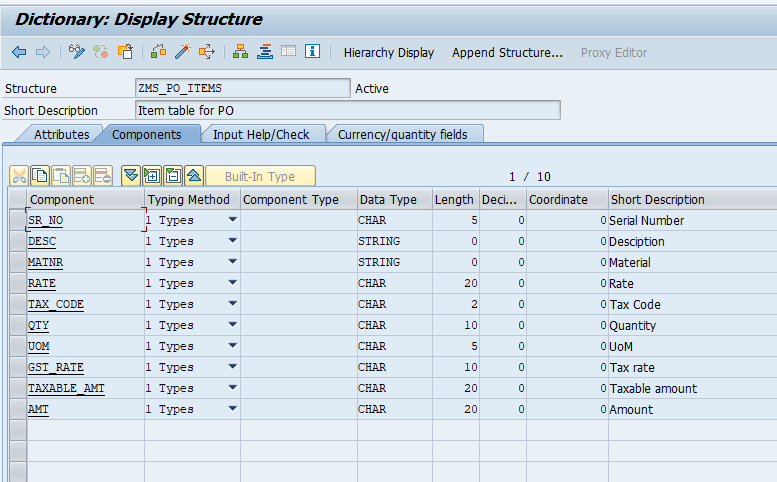 Dictionary: Display Structure
Hierarchy Display Append Structure... Proxy Editor
Structure ZMS_PO_ITEMS Active
Short Description Item table for PO
Attributes Components Input Help/Check Currency/quantity fields
Built-In Type 1 / 10
Component Typing Method Component Type Data Type Length Deci... Coordinate Short Description
SR_NO 1 Types CHAR 5 0 0 Serial Number
DESC 1 Types STRING 0 0 0 Desciption
MATNR 1 Types STRING 0 0 0 Material
RATE 1 Types CHAR 20 0 0 Rate
TAX_CODE 1 Types CHAR 2 0 0 Tax Code
QTY 1 Types CHAR 10 0 0 Quantity
UOM 1 Types CHAR 5 0 0 UoM
GST_RATE 1 Types CHAR 10 0 0 Tax rate
TAXABLE_AMT 1 Types CHAR 20 0 0 Taxable amount
AMT 1 Types CHAR 20 0 0 Amount